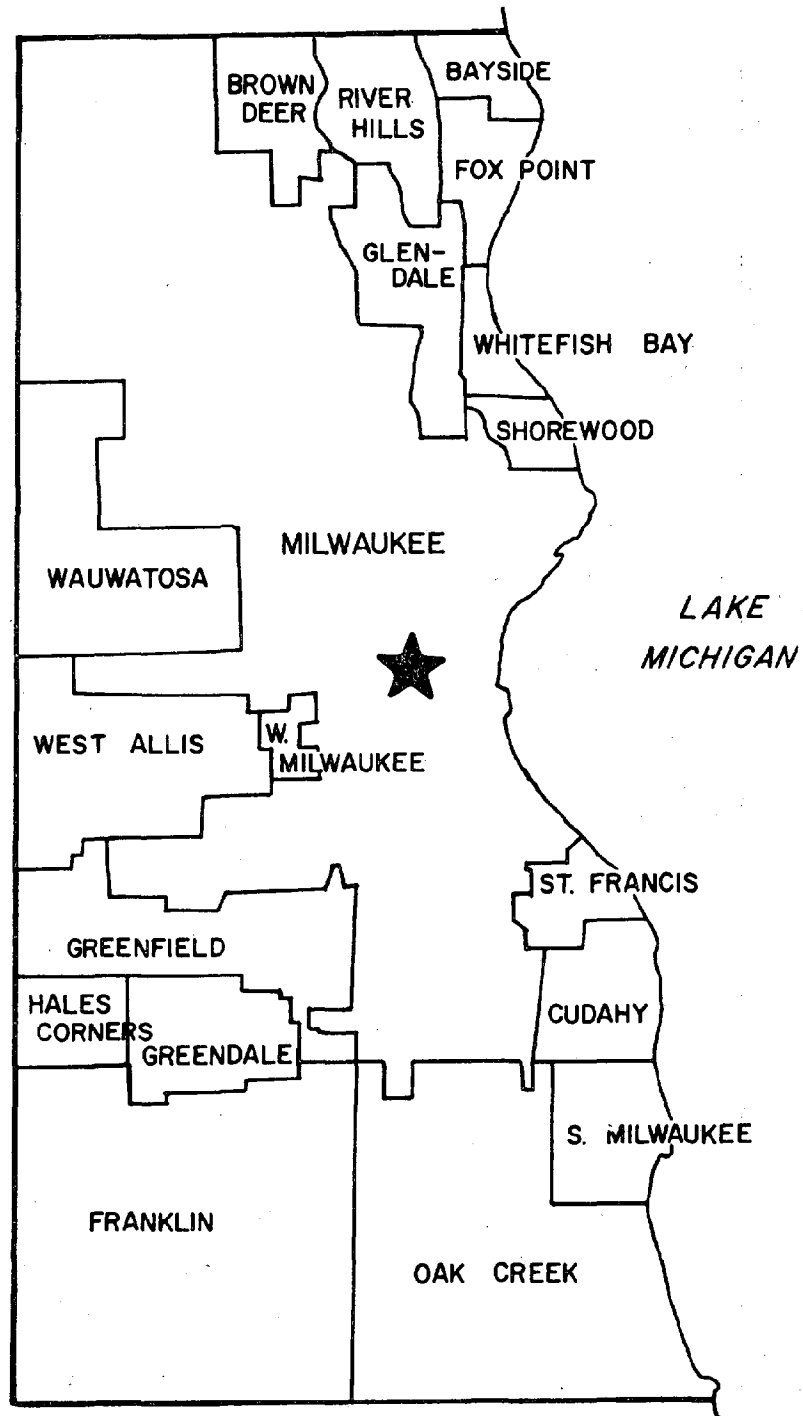 BROWN
DEER
RIVER
HILLS
BAYSIDE
FOX POINT
GLEN-
DALE
WHITEFISH BAY
SHOREWOOD
MILWAUKEE
WAUWATOSA
LAKE
MICHIGAN
WEST ALLIS
W.
MILWAUKEE
ST. FRANCIS
GREENFIELD
HALES
CORNERS
GREENDALE
CUDAHY
S. MILWAUKEE
FRANKLIN
OAK CREEK